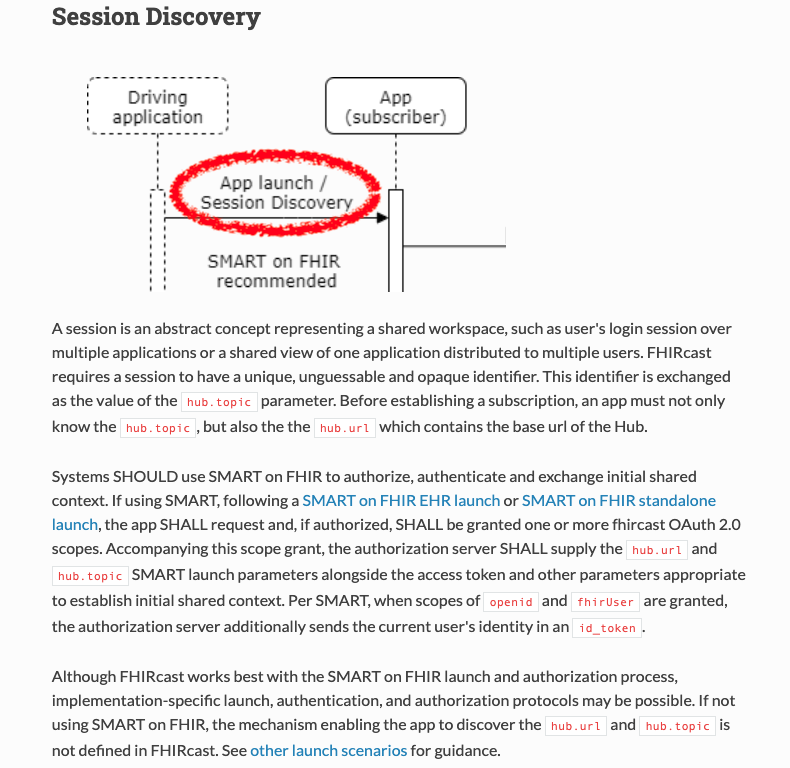 Session Discovery
Driving
application
App
(subscriber)
App launch /
Session Discovery
SMART on FHIR
recommended
A session is an abstract concept representing a shared workspace, such as user's login session over
multiple applications or a shared view of one application distributed to multiple users. FHIRcast
requires a session to have a unique, unguessable and opaque identifier. This identifier is exchanged
as the value of the hub.topic parameter. Before establishing a subscription, an app must not only
know the hub.topic, but also the the hub.url which contains the base url of the Hub.
Systems SHOULD use SMART on FHIR to authorize, authenticate and exchange initial shared
context. If using SMART, following a SMART on FHIR EHR launch or SMART on FHIR standalone
launch, the app SHALL request and, if authorized, SHALL be granted one or more fhircast OAuth 2.0
scopes. Accompanying this scope grant, the authorization server SHALL supply the hub.url and
hub.topic SMART launch parameters alongside the access token and other parameters appropriate
to establish initial shared context. Per SMART, when scopes of openid and fhirUser are granted,
the authorization server additionally sends the current user's identity in an id_token.
Although FHIRcast works best with the SMART on FHIR launch and authorization process,
implementation-specific launch, authentication, and authorization protocols may be possible. If not
using SMART on FHIR, the mechanism enabling the app to discover the hub.url and hub.topic is
not defined in FHIRcast. See other launch scenarios for guidance.